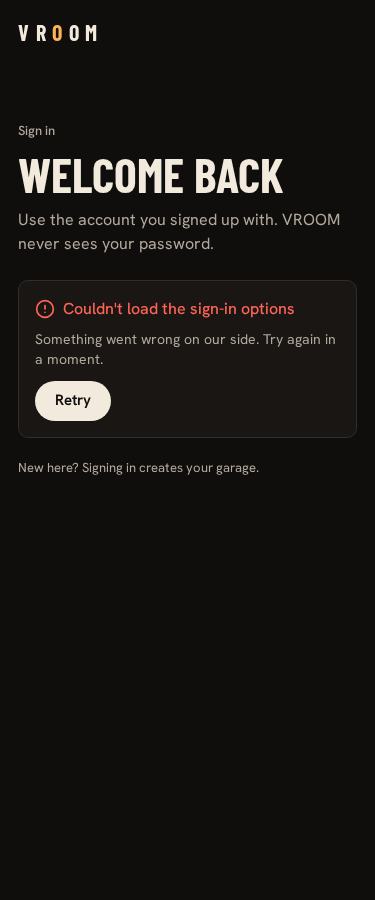 VROOM
Sign in
WELCOME BACK
Use the account you signed up with. VROOM
never sees your password.
Couldn't load the sign-in options
Something went wrong on our side. Try again in
a moment.
Retry
New here? Signing in creates your garage.